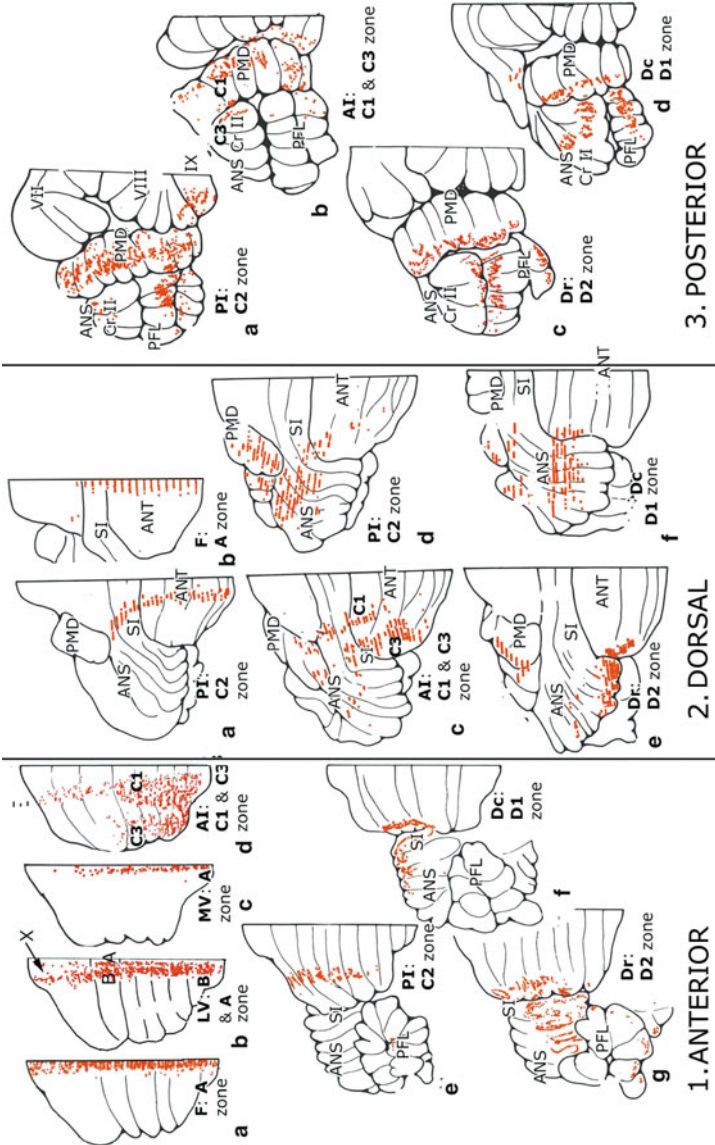 F: A
zone
a
X
B
A
LV: B
& A
zone
b
MV: A
zone
c
C3
C1
AI:
C1 & C3
zone
d
ANS
SI
PFL
PI:
C2 zone
e
ANS
SI
PFL
Dc:
D1
zone
f
SI
ANS
PFL
Dr:
D2 zone
g
1. ANTERIOR
PMD
ANS
SI
ANT
PI:
C2
zone
a
SI
ANT
F:
A zone
b
PMD
ANS
SI
C1
C3
ANT
AI:
C1 & C3
zone
c
PMD
SI
ANS
ANT
PI:
C2 zone
d
PMD
ANS
SI
ANT
Dr:
D2 zone
e
PMD
SI
ANS
ANT
Dc
D1 zone
f
2. DORSAL
VII
VIII
IX
PMD
ANS
Cr II
PFL
PI:
C2 zone
a
C1
PMD
C3
ANS Cr II
PFL
AI:
C1 & C3
zone
b
PMD
ANS
Cr II
PFL
Dr:
D2 zone
c
PMD
ANS
Cr II
PFL
Dc
D1 zone
d
3. POSTERIOR